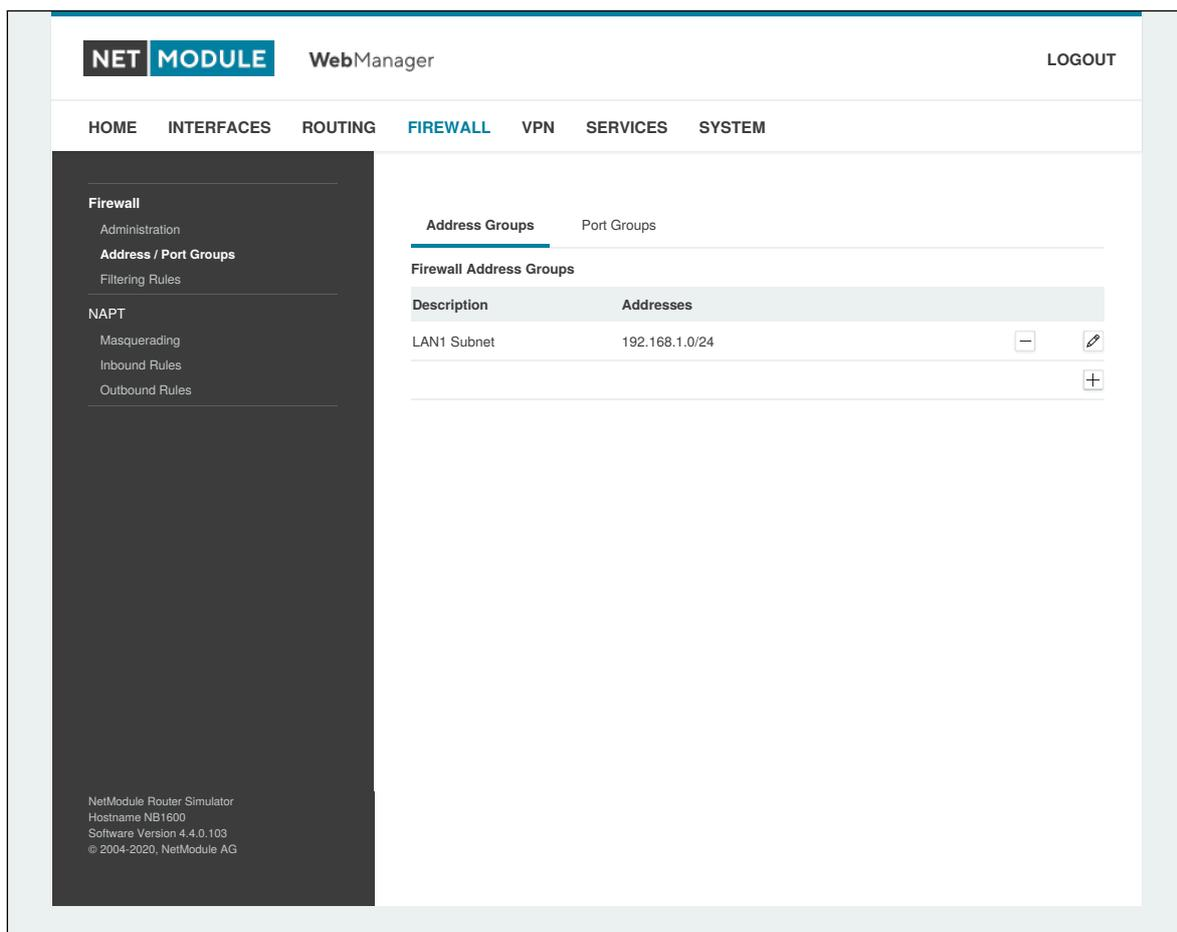 NET MODULE WebManager LOGOUT
HOME INTERFACES ROUTING FIREWALL VPN SERVICES SYSTEM
Firewall
Administration
Address / Port Groups
Filtering Rules
NAPT
Masquerading
Inbound Rules
Outbound Rules
NetModule Router Simulator
Hostname NB1600
Software Version 4.4.0.103
© 2004-2020, NetModule AG
Address Groups Port Groups
Firewall Address Groups
Description Addresses
LAN1 Subnet 192.168.1.0/24